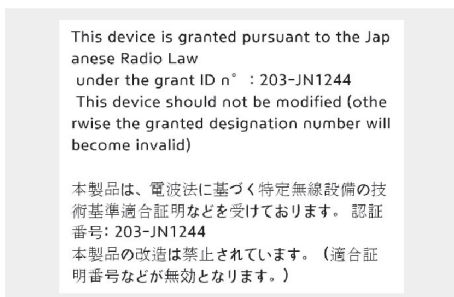 This device is granted pursuant to the Jap
anese Radio Law
under the grant ID n° : 203-JN1244
This device should not be modified (othe
rwise the granted designation number will
become invalid)
本製品は、電波法に基づく特定無線設備の技
術基準適合証明などを受けております。 認証
番号: 203-JN1244
本製品の改造は禁止されています。 (適合証
明番号などが無効となります。)